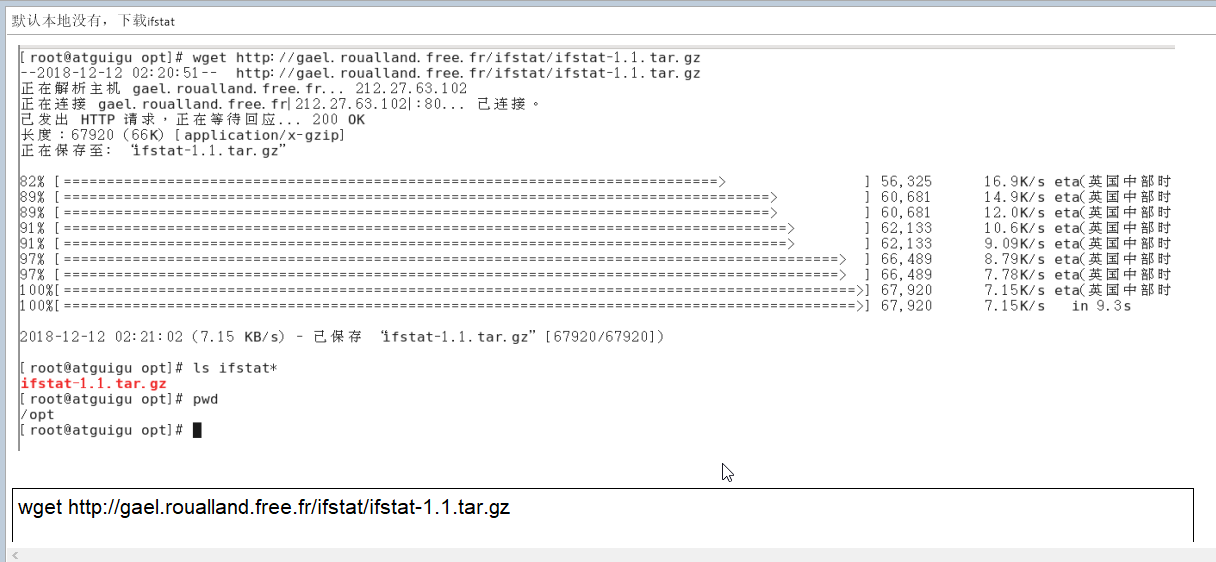 默认本地没有，下载ifstat
[root@atguigu opt]# wget http://gael.roualland.free.fr/ifstat/ifstat-1.1.tar.gz
--2018-12-12 02:20:51--  http://gael.roualland.free.fr/ifstat/ifstat-1.1.tar.gz
正在解析主机 gael.roualland.free.fr... 212.27.63.102
正在连接 gael.roualland.free.fr|212.27.63.102|:80... 已连接。
已发出 HTTP 请求，正在等待回应... 200 OK
长度：67920 (66K) [application/x-gzip]
正在保存至: “ifstat-1.1.tar.gz”
82% [============================================================================>                ] 56,325      16.9K/s eta(英国中部时
89% [==================================================================================>          ] 60,681      14.9K/s eta(英国中部时
89% [==================================================================================>          ] 60,681      12.0K/s eta(英国中部时
91% [====================================================================================>        ] 62,133      10.6K/s eta(英国中部时
91% [====================================================================================>        ] 62,133      9.09K/s eta(英国中部时
97% [==========================================================================================>  ] 66,489      8.79K/s eta(英国中部时
97% [==========================================================================================>  ] 66,489      7.78K/s eta(英国中部时
100%[============================================================================================>] 67,920      7.15K/s eta(英国中部时
100%[============================================================================================>] 67,920      7.15K/s   in 9.3s
2018-12-12 02:21:02 (7.15 KB/s) - 已保存 “ifstat-1.1.tar.gz” [67920/67920])
[root@atguigu opt]# ls ifstat*
ifstat-1.1.tar.gz
[root@atguigu opt]# pwd
/opt
[root@atguigu opt]#
wget http://gael.roualland.free.fr/ifstat/ifstat-1.1.tar.gz